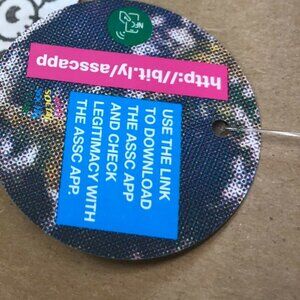 http://bit.ly/asscapp
USE THE LINK
TO DOWNLOAD
THE ASSC APP
AND CHECK
LEGITIMACY WITH
THE ASSC APP.